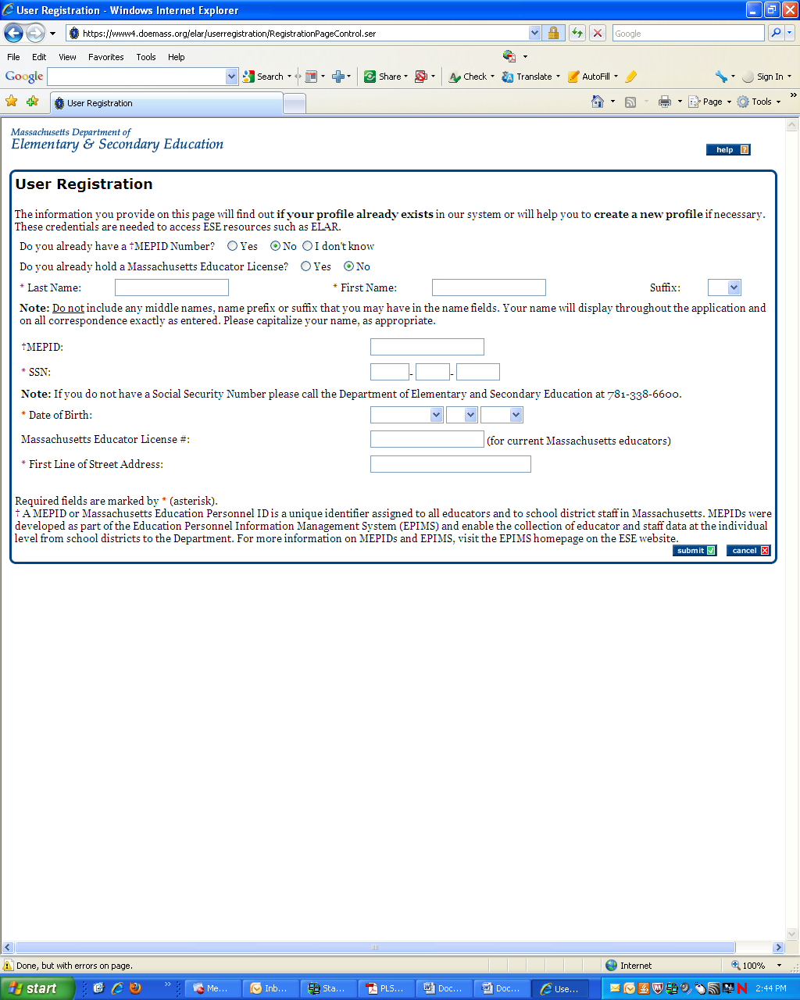 User Registration - Windows Internet Explorer
https://www4.doemass.org/elar/userregistration/RegistrationPageControl.ser
Google
File Edit View Favorites Tools Help
Google Search Share Check Translate AutoFill Sign In
User Registration
Page Tools
Massachusetts Department of
Elementary & Secondary Education
help ?
User Registration
The information you provide on this page will find out if your profile already exists in our system or will help you to create a new profile if necessary.
These credentials are needed to access ESE resources such as ELAR.
Do you already have a †MEPID Number? Yes No I don't know
Do you already hold a Massachusetts Educator License? Yes No
* Last Name: * First Name: Suffix:
Note: Do not include any middle names, name prefix or suffix that you may have in the name fields. Your name will display throughout the application and
on all correspondence exactly as entered. Please capitalize your name, as appropriate.
†MEPID:
* SSN: - -
Note: If you do not have a Social Security Number please call the Department of Elementary and Secondary Education at 781-338-6600.
* Date of Birth:
Massachusetts Educator License #: (for current Massachusetts educators)
* First Line of Street Address:
Required fields are marked by * (asterisk).
† A MEPID or Massachusetts Education Personnel ID is a unique identifier assigned to all educators and to school district staff in Massachusetts. MEPIDs were
developed as part of the Education Personnel Information Management System (EPIMS) and enable the collection of educator and staff data at the individual
level from school districts to the Department. For more information on MEPIDs and EPIMS, visit the EPIMS homepage on the ESE website.
submit cancel
Done, but with errors on page. Internet 100%
start Me... Inb... Sta... PLS... Doc... Doc... Use... 2:44 PM